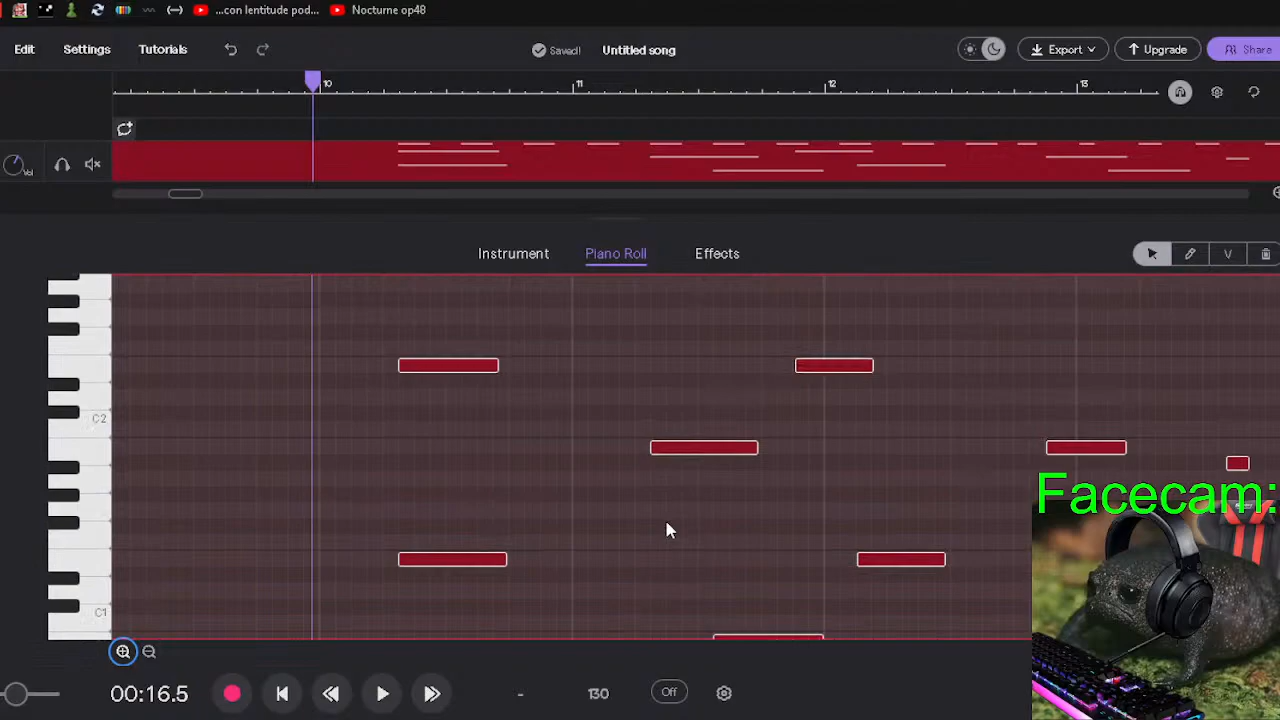 ...con lentitude pod...
Nocturne op48
Edit
Settings
Tutorials
Saved!
Untitled song
Export
Upgrade
Share
10
11
12
13
Vol
Instrument
Piano Roll
Effects
V
C2
Facecam:
C1
00:16.5
-
130
Off